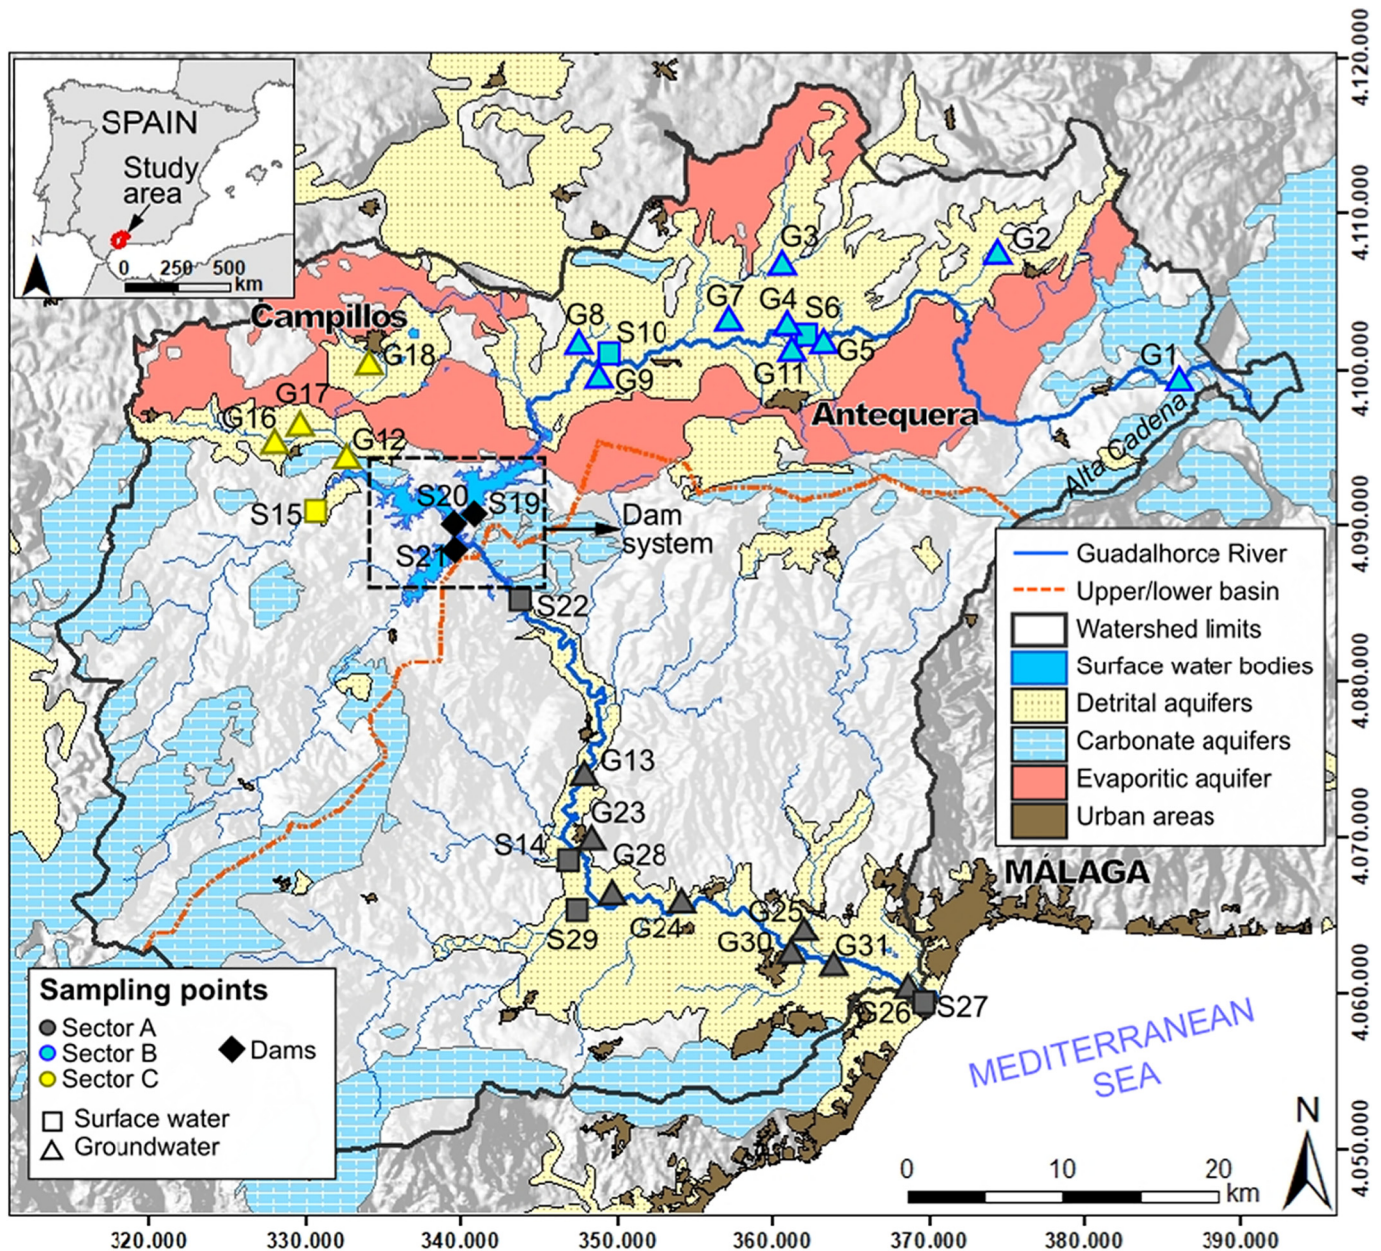 SPAIN
Study
area
N
0 250 500
km
Campillos
G18
G17
G16
G12
S15
S20
S19
S21
Dam
system
G8
S10
G9
G7
G3
G4
S6
G5
G11
G2
G1
Antequera
Alta Cadena
S22
G13
G23
S14
G28
S29
G24
G25
G30
G31
G26
S27
MÁLAGA
MEDITERRANEAN
SEA
Guadalhorce River
Upper/lower basin
Watershed limits
Surface water bodies
Detrital aquifers
Carbonate aquifers
Evaporitic aquifer
Urban areas
Sampling points
Sector A
Sector B
Sector C
Dams
Surface water
Groundwater
N
0 10 20
km
4.120.000
4.110.000
4.100.000
4.090.000
4.080.000
4.070.000
4.060.000
4.050.000
320.000 330.000 340.000 350.000 360.000 370.000 380.000 390.000